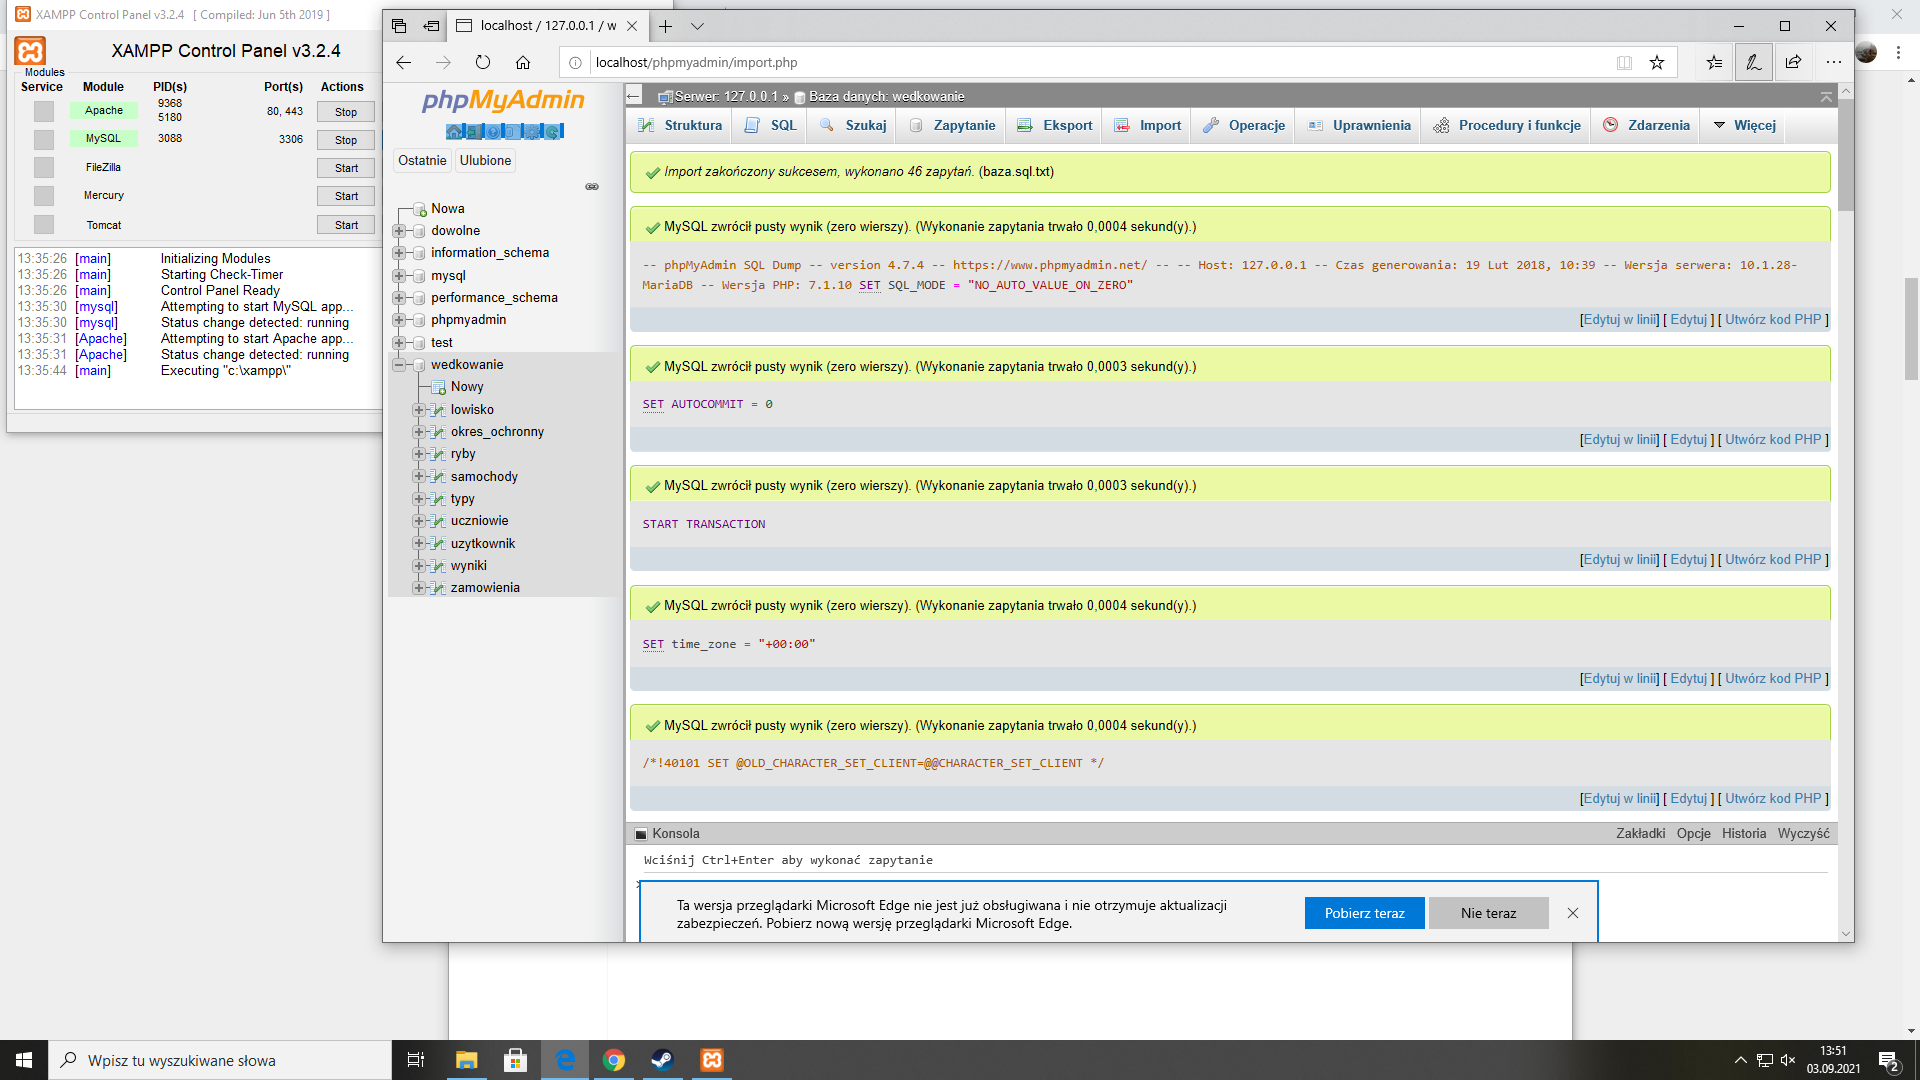 XAMPP Control Panel v3.2.4 [ Compiled: Jun 5th 2019 ]
XAMPP Control Panel v3.2.4
Modules
Service Module PID(s) Port(s) Actions
Apache 9368 5180 80, 443 Stop
MySQL 3088 3306 Stop
FileZilla Start
Mercury Start
Tomcat Start
13:35:26 [main] Initializing Modules
13:35:26 [main] Starting Check-Timer
13:35:26 [main] Control Panel Ready
13:35:30 [mysql] Attempting to start MySQL app...
13:35:30 [mysql] Status change detected: running
13:35:31 [Apache] Attempting to start Apache app...
13:35:31 [Apache] Status change detected: running
13:35:44 [main] Executing "c:\xampp\"
localhost / 127.0.0.1 / w
localhost/phpmyadmin/import.php
phpMyAdmin
Ostatnie Ulubione
Nowa
dowolne
information_schema
mysql
performance_schema
phpmyadmin
test
wedkowanie
Nowy
lowisko
okres_ochronny
ryby
samochody
typy
uczniowie
uzytkownik
wyniki
zamowienia
Serwer: 127.0.0.1 » Baza danych: wedkowanie
Struktura SQL Szukaj Zapytanie Eksport Import Operacje Uprawnienia Procedury i funkcje Zdarzenia Więcej
Import zakończony sukcesem, wykonano 46 zapytań. (baza.sql.txt)
MySQL zwrócił pusty wynik (zero wierszy). (Wykonanie zapytania trwało 0,0004 sekund(y).)
-- phpMyAdmin SQL Dump -- version 4.7.4 -- https://www.phpmyadmin.net/ -- -- Host: 127.0.0.1 -- Czas generowania: 19 Lut 2018, 10:39 -- Wersja serwera: 10.1.28-
MariaDB -- Wersja PHP: 7.1.10 SET SQL_MODE = "NO_AUTO_VALUE_ON_ZERO"
[Edytuj w linii] [ Edytuj ] [ Utwórz kod PHP ]
MySQL zwrócił pusty wynik (zero wierszy). (Wykonanie zapytania trwało 0,0003 sekund(y).)
SET AUTOCOMMIT = 0
[Edytuj w linii] [ Edytuj ] [ Utwórz kod PHP ]
MySQL zwrócił pusty wynik (zero wierszy). (Wykonanie zapytania trwało 0,0003 sekund(y).)
START TRANSACTION
[Edytuj w linii] [ Edytuj ] [ Utwórz kod PHP ]
MySQL zwrócił pusty wynik (zero wierszy). (Wykonanie zapytania trwało 0,0004 sekund(y).)
SET time_zone = "+00:00"
[Edytuj w linii] [ Edytuj ] [ Utwórz kod PHP ]
MySQL zwrócił pusty wynik (zero wierszy). (Wykonanie zapytania trwało 0,0004 sekund(y).)
/*!40101 SET @OLD_CHARACTER_SET_CLIENT=@@CHARACTER_SET_CLIENT */
[Edytuj w linii] [ Edytuj ] [ Utwórz kod PHP ]
Konsola Zakładki Opcje Historia Wyczyść
Wciśnij Ctrl+Enter aby wykonać zapytanie
>
Ta wersja przeglądarki Microsoft Edge nie jest już obsługiwana i nie otrzymuje aktualizacji
zabezpieczeń. Pobierz nową wersję przeglądarki Microsoft Edge.
Pobierz teraz Nie teraz
Wpisz tu wyszukiwane słowa
13:51
03.09.2021
2